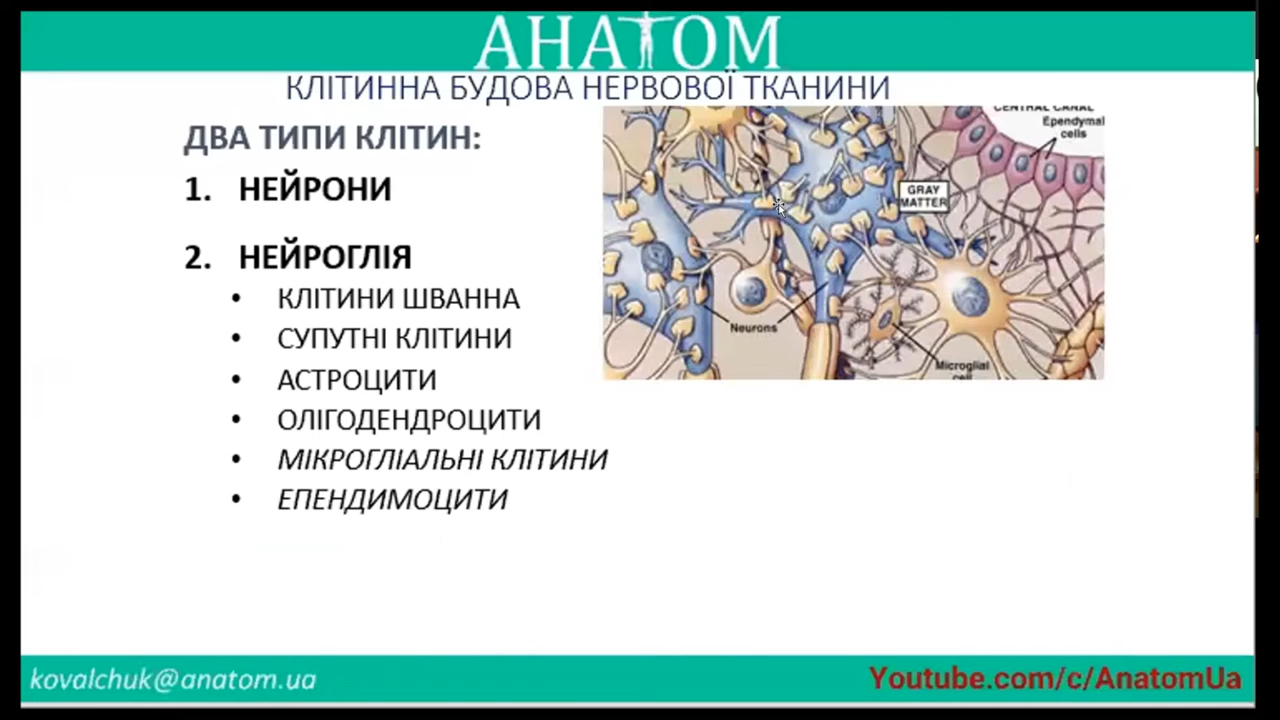 АНАТОМ
КЛІТИННА БУДОВА НЕРВОВОЇ ТКАНИНИ
ДВА ТИПИ КЛІТИН:
1. НЕЙРОНИ
2. НЕЙРОГЛІЯ
• КЛІТИНИ ШВАННА
• СУПУТНІ КЛІТИНИ
• АСТРОЦИТИ
• ОЛІГОДЕНДРОЦИТИ
• МІКРОГЛІАЛЬНІ КЛІТИНИ
• ЕПЕНДИМОЦИТИ
CENTRAL CANAL
Ependymal
cells
GRAY
MATTER
Neurons
Microglial
cell
kovalchuk@anatom.ua
Youtube.com/c/AnatomUa